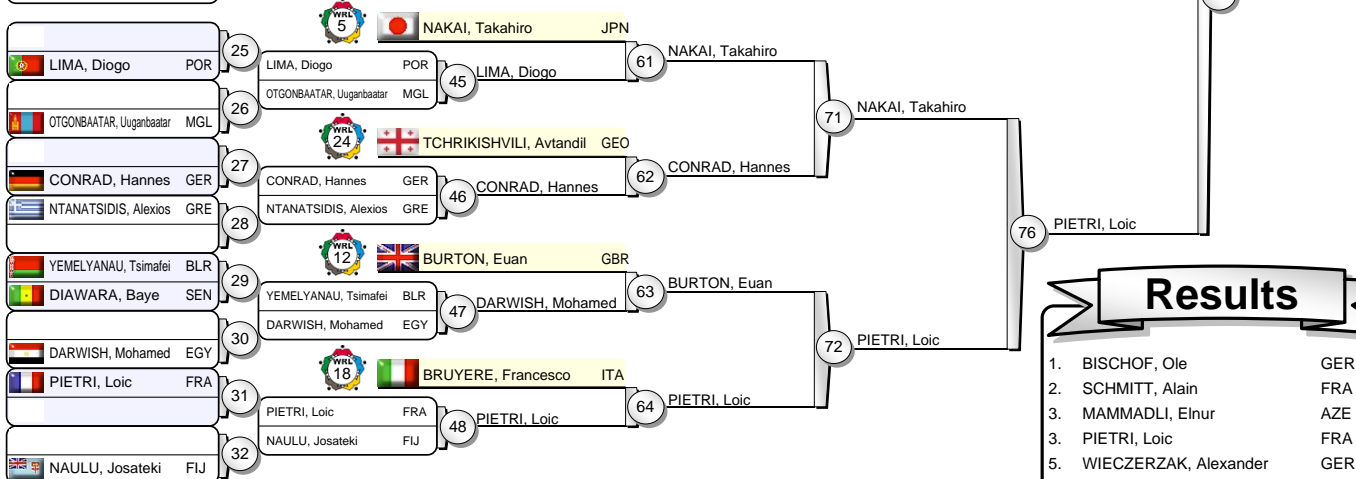 WRL
5
NAKAI, Takahiro JPN
25
LIMA, Diogo POR
LIMA, Diogo POR
OTGONBAATAR, Uuganbaatar MGL
45
LIMA, Diogo
61
NAKAI, Takahiro
26
OTGONBAATAR, Uuganbaatar MGL
71
NAKAI, Takahiro
WRL
24
TCHRIKISHVILI, Avtandil GEO
27
CONRAD, Hannes GER
CONRAD, Hannes GER
NTANATSIDIS, Alexios GRE
46
CONRAD, Hannes
62
CONRAD, Hannes
NTANATSIDIS, Alexios GRE
28
76
PIETRI, Loic
WRL
12
BURTON, Euan GBR
YEMELYANAU, Tsimafei BLR
29
DIAWARA, Baye SEN
YEMELYANAU, Tsimafei BLR
DARWISH, Mohamed EGY
47
DARWISH, Mohamed
63
BURTON, Euan
30
DARWISH, Mohamed EGY
72
PIETRI, Loic
WRL
18
BRUYERE, Francesco ITA
PIETRI, Loic FRA
31
PIETRI, Loic FRA
NAULU, Josateki FIJ
48
PIETRI, Loic
64
PIETRI, Loic
32
NAULU, Josateki FIJ
Results
1. BISCHOF, Ole GER
2. SCHMITT, Alain FRA
3. MAMMADLI, Elnur AZE
3. PIETRI, Loic FRA
5. WIECZERZAK, Alexander GER